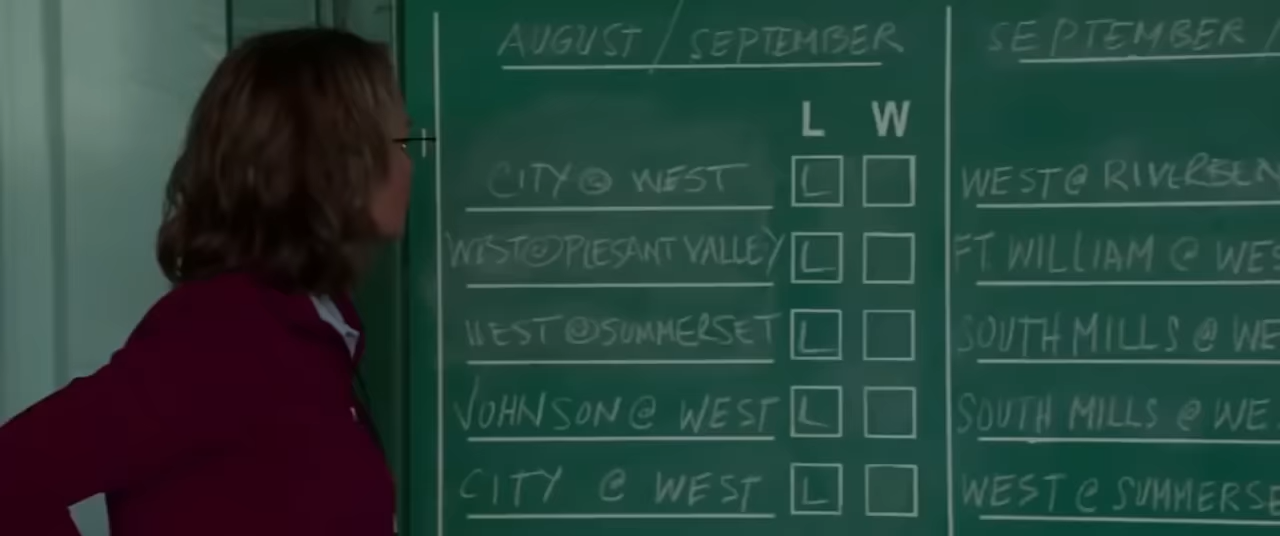 AUGUST / SEPTEMBER
L W
CITY @ WEST L
WEST @ PLESANT VALLEY L
WEST @ SUMMERSET L
JOHNSON @ WEST L
CITY @ WEST L
SEPTEMBER /
WEST @ RIVERBEN
FT WILLIAM @ WES
SOUTH MILLS @ WE
SOUTH MILLS @ WE
WEST @ SUMMERSE